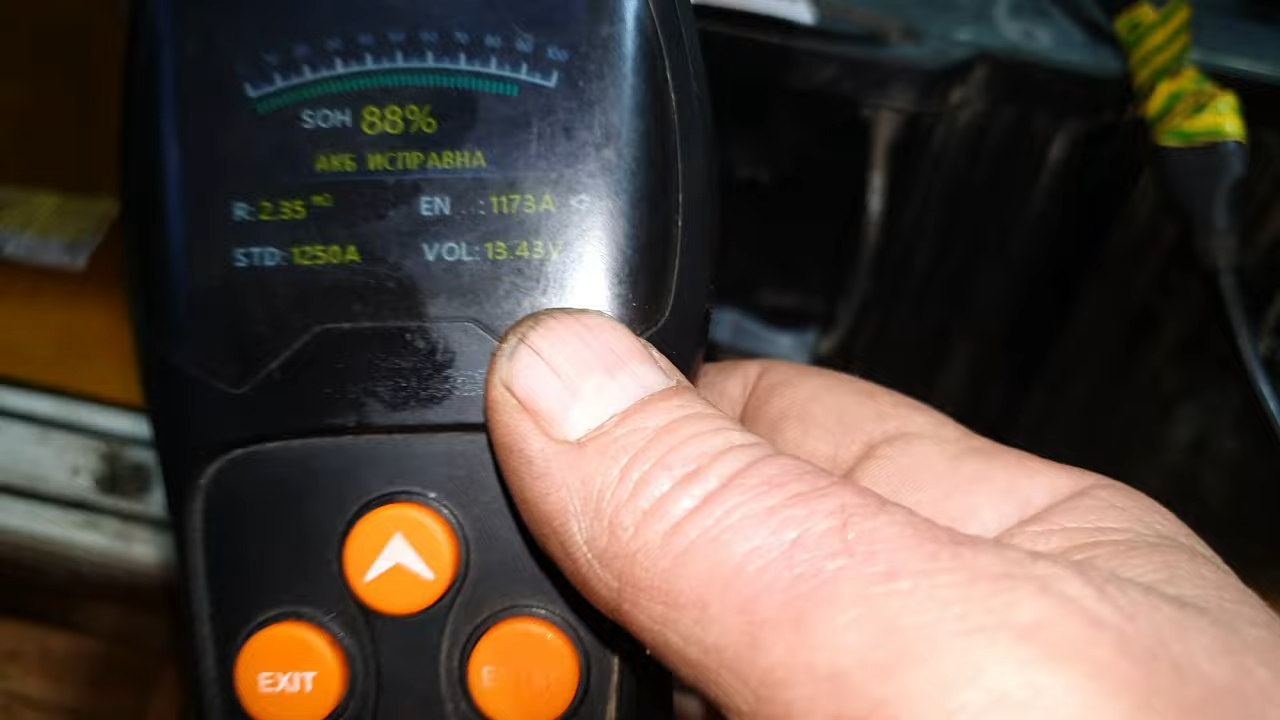 SOH 88%
АКБ ИСПРАВНА
R: 2.35 mΩ EN : 1173A
STD: 1250A VOL: 13.43V
EXIT